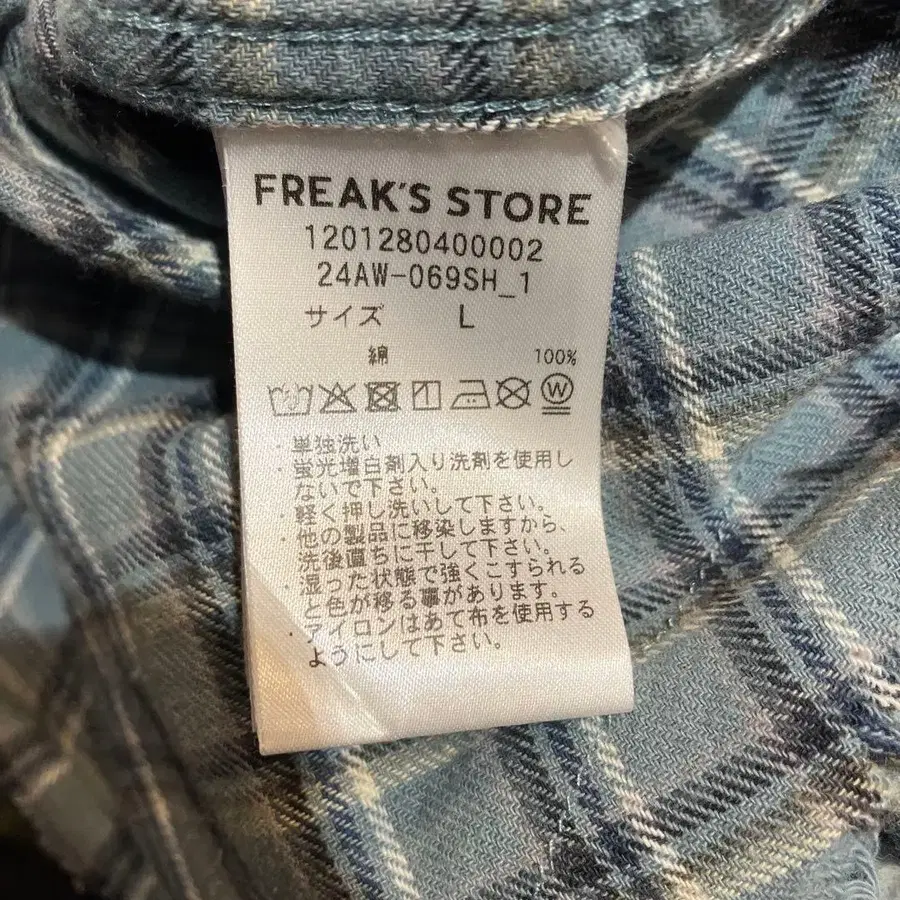 FREAK'S STORE
1201280400002
24AW-069SH_1
サイズ L
綿 100%
W
・単独洗い
・蛍光増白剤入り洗剤を使用し
ないで下さい。
・軽く押し洗いして下さい。
・他の製品に移染しますから、
洗後直ちに干して下さい。
・湿った状態で強くこすられる
と色が移る事があります。
・アイロンはあて布を使用する
ようにして下さい。